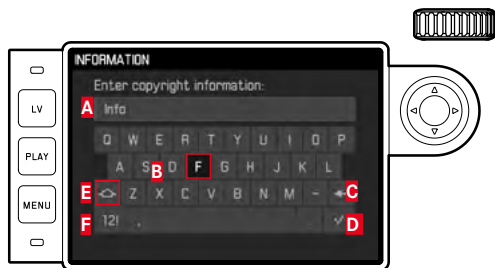 INFORMATION
Enter copyright information:
A Info
Q W E R T Y U I O P
A S B D F G H J K L
E Z X C V B N M - C
F 12! . D
LV
PLAY
MENU